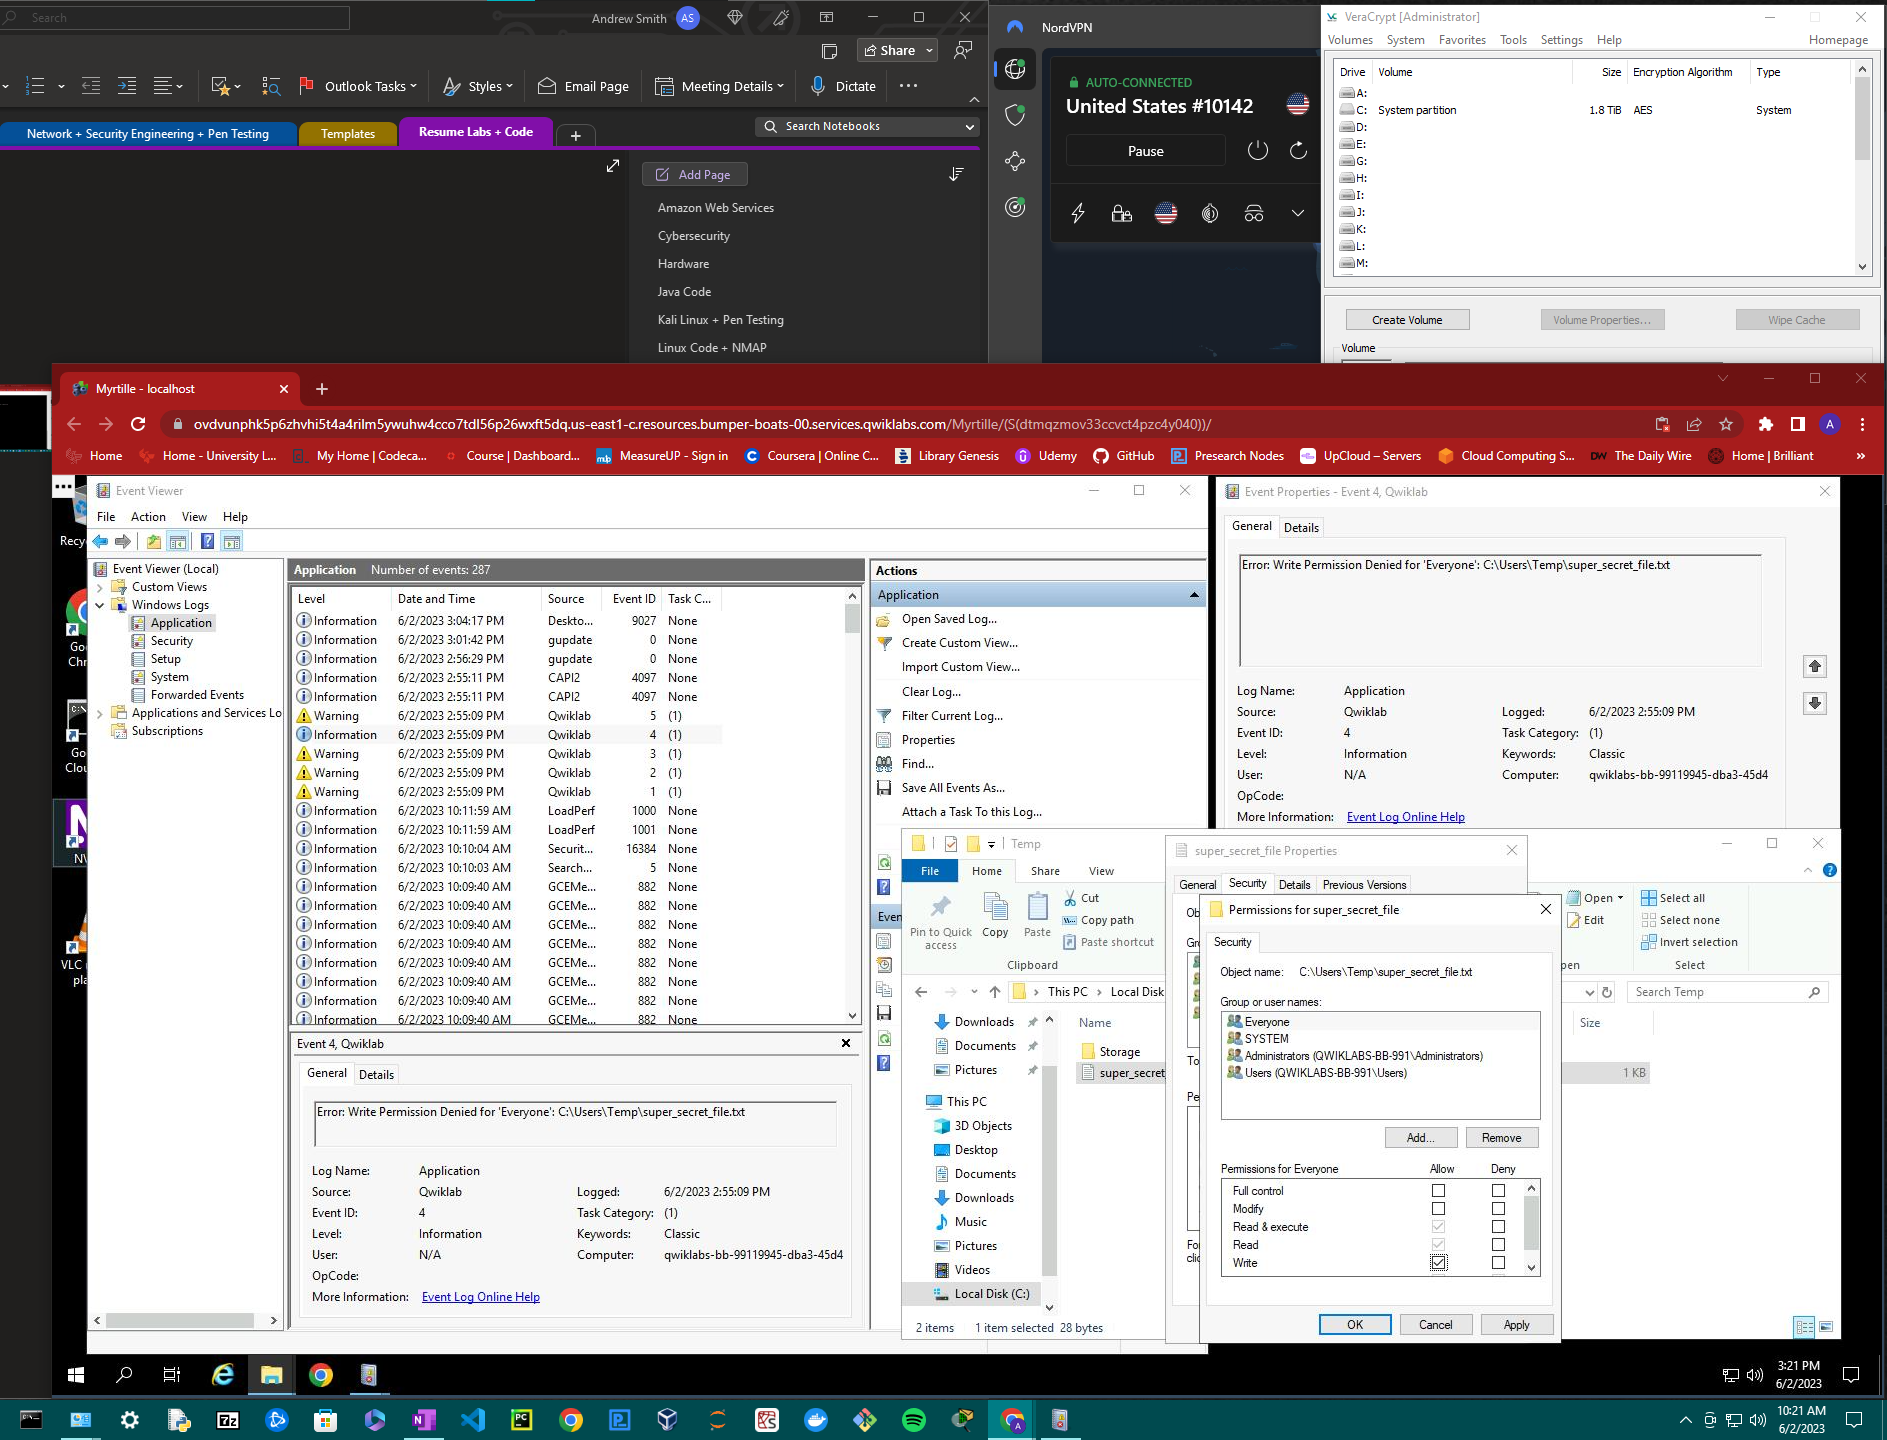 Search
Andrew Smith
AS
Share
Outlook Tasks
Styles
Email Page
Meeting Details
Dictate
Network + Security Engineering + Pen Testing
Templates
Resume Labs + Code
+
Search Notebooks
Add Page
Amazon Web Services
Cybersecurity
Hardware
Java Code
Kali Linux + Pen Testing
Linux Code + NMAP
NordVPN
AUTO-CONNECTED
United States #10142
Pause
VeraCrypt [Administrator]
Volumes System Favorites Tools Settings Help Homepage
Drive Volume Size Encryption Algorithm Type
A:
C: System partition 1.8 TiB AES System
D:
E:
G:
H:
I:
J:
K:
L:
M:
Create Volume
Volume Properties...
Wipe Cache
Volume
Myrtille - localhost
ovdvunphk5p6zhvhi5t4a4rilm5ywuhw4cco7tdl56p26wxft5dq.us-east1-c.resources.bumper-boats-00.services.qwiklabs.com/Myrtille/(S(dtmqzmov33ccvct4pzc4y040))/
A
Home
Home - University L...
My Home | Codeca...
Course | Dashboard...
MeasureUP - Sign in
Coursera | Online C...
Library Genesis
Udemy
GitHub
Presearch Nodes
UpCloud – Servers
Cloud Computing S...
The Daily Wire
Home | Brilliant
»
Recy
Goo
Chr
Goo
Clou
NV
VLC
pla
Event Viewer
File Action View Help
Event Viewer (Local)
Custom Views
Windows Logs
Application
Security
Setup
System
Forwarded Events
Applications and Services Lo
Subscriptions
Application Number of events: 287
Level Date and Time Source Event ID Task C...
Information 6/2/2023 3:04:17 PM Deskto... 9027 None
Information 6/2/2023 3:01:42 PM gupdate 0 None
Information 6/2/2023 2:56:29 PM gupdate 0 None
Information 6/2/2023 2:55:11 PM CAPI2 4097 None
Information 6/2/2023 2:55:11 PM CAPI2 4097 None
Warning 6/2/2023 2:55:09 PM Qwiklab 5 (1)
Information 6/2/2023 2:55:09 PM Qwiklab 4 (1)
Warning 6/2/2023 2:55:09 PM Qwiklab 3 (1)
Warning 6/2/2023 2:55:09 PM Qwiklab 2 (1)
Warning 6/2/2023 2:55:09 PM Qwiklab 1 (1)
Information 6/2/2023 10:11:59 AM LoadPerf 1000 None
Information 6/2/2023 10:11:59 AM LoadPerf 1001 None
Information 6/2/2023 10:10:04 AM Securit... 16384 None
Information 6/2/2023 10:10:03 AM Search... 5 None
Information 6/2/2023 10:09:40 AM GCEMe... 882 None
Information 6/2/2023 10:09:40 AM GCEMe... 882 None
Information 6/2/2023 10:09:40 AM GCEMe... 882 None
Information 6/2/2023 10:09:40 AM GCEMe... 882 None
Information 6/2/2023 10:09:40 AM GCEMe... 882 None
Information 6/2/2023 10:09:40 AM GCEMe... 882 None
Information 6/2/2023 10:09:40 AM GCEMe... 882 None
Information 6/2/2023 10:09:40 AM GCEMe... 882 None
Event 4, Qwiklab
General Details
Error: Write Permission Denied for 'Everyone': C:\Users\Temp\super_secret_file.txt
Log Name: Application
Source: Qwiklab Logged: 6/2/2023 2:55:09 PM
Event ID: 4 Task Category: (1)
Level: Information Keywords: Classic
User: N/A Computer: qwiklabs-bb-99119945-dba3-45d4
OpCode:
More Information: Event Log Online Help
Actions
Application
Open Saved Log...
Create Custom View...
Import Custom View...
Clear Log...
Filter Current Log...
Properties
Find...
Save All Events As...
Attach a Task To this Log...
Even
Event Properties - Event 4, Qwiklab
General Details
Error: Write Permission Denied for 'Everyone': C:\Users\Temp\super_secret_file.txt
Log Name: Application
Source: Qwiklab Logged: 6/2/2023 2:55:09 PM
Event ID: 4 Task Category: (1)
Level: Information Keywords: Classic
User: N/A Computer: qwiklabs-bb-99119945-dba3-45d4
OpCode:
More Information: Event Log Online Help
Temp
File Home Share View
Pin to Quick access
Copy
Paste
Cut
Copy path
Paste shortcut
Clipboard
Open
Edit
pen
Select all
Select none
Invert selection
Select
This PC > Local Disk
Search Temp
Downloads
Documents
Pictures
This PC
3D Objects
Desktop
Documents
Downloads
Music
Pictures
Videos
Local Disk (C:)
Name
Size
Storage
super_secret
1 KB
2 items 1 item selected 28 bytes
super_secret_file Properties
General Security Details Previous Versions
Ob
Gr
To
Pe
Fo
clic
Permissions for super_secret_file
Security
Object name: C:\Users\Temp\super_secret_file.txt
Group or user names:
Everyone
SYSTEM
Administrators (QWIKLABS-BB-991\Administrators)
Users (QWIKLABS-BB-991\Users)
Add...
Remove
Permissions for Everyone Allow Deny
Full control
Modify
Read & execute
Read
Write
OK
Cancel
Apply
3:21 PM
6/2/2023
10:21 AM
6/2/2023